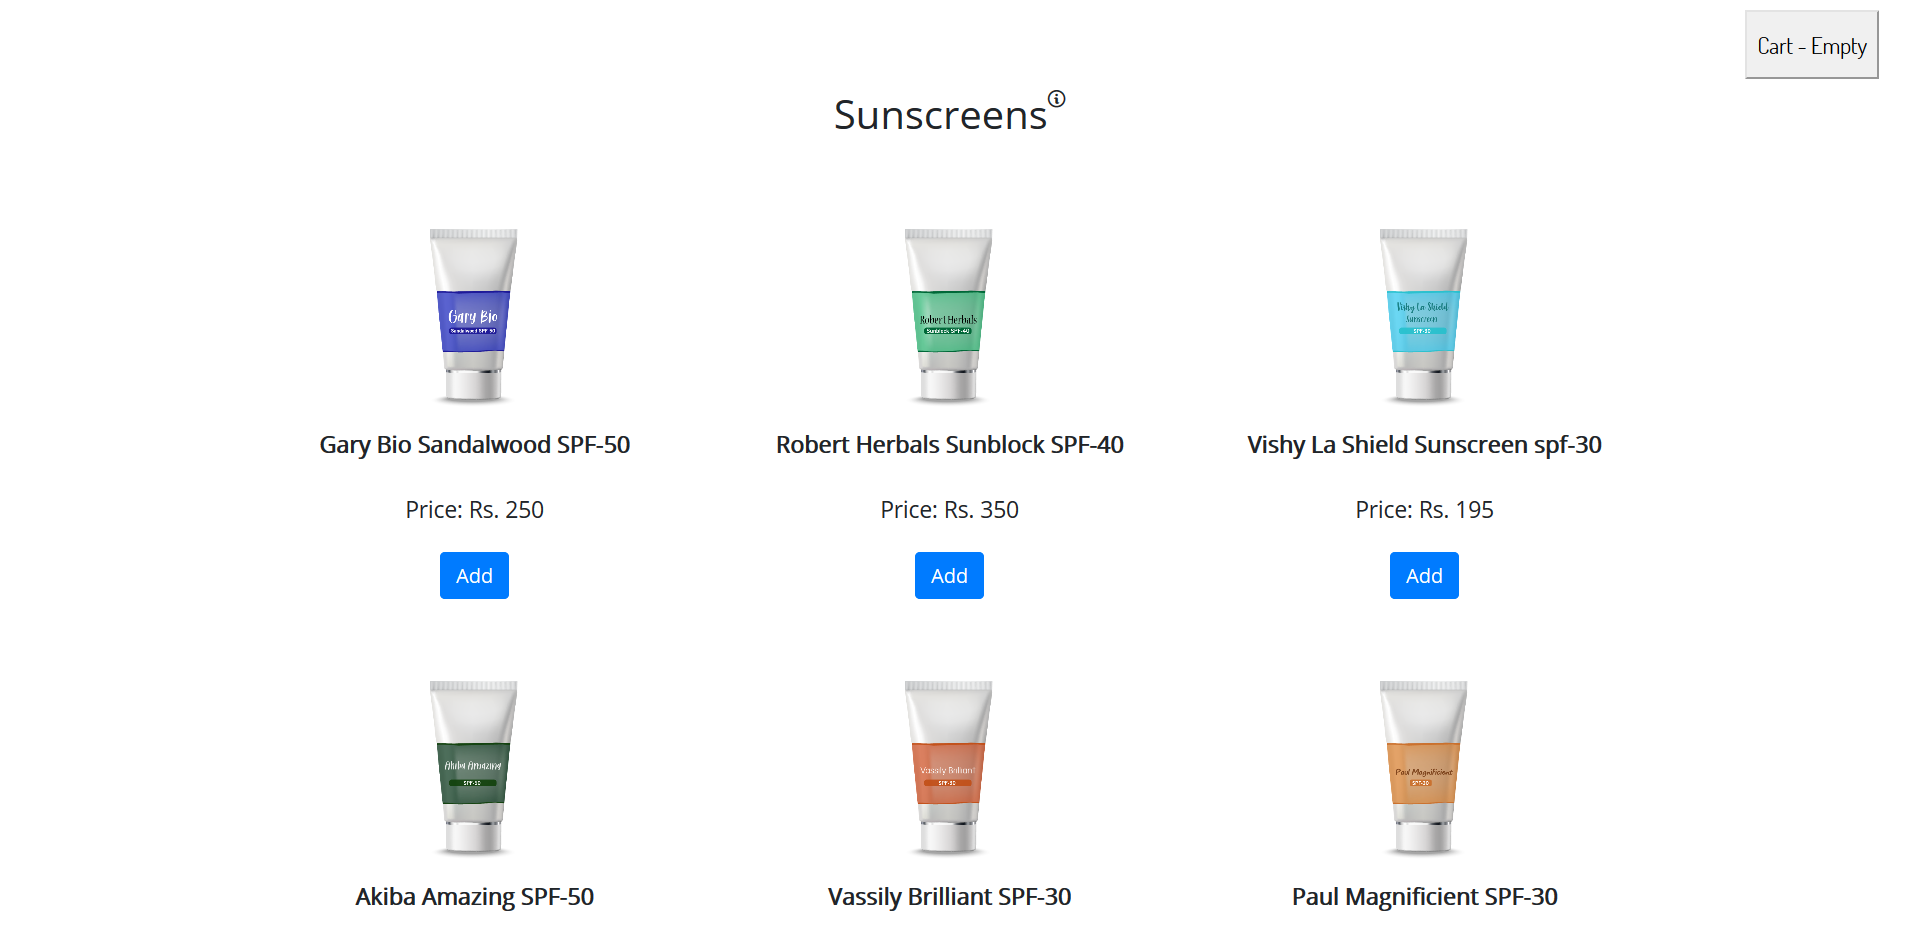 Cart - Empty
Sunscreens
Gary Bio
Sandalwood SPF-50
Robert Herbals
Sunblock SPF-40
Vishy La Shield
Sunscreen
SPF-30
Gary Bio Sandalwood SPF-50
Robert Herbals Sunblock SPF-40
Vishy La Shield Sunscreen spf-30
Price: Rs. 250
Price: Rs. 350
Price: Rs. 195
Add
Add
Add
Akiba Amazing
SPF-50
Vassily Brilliant
SPF-30
Paul Magnificient
SPF-30
Akiba Amazing SPF-50
Vassily Brilliant SPF-30
Paul Magnificient SPF-30